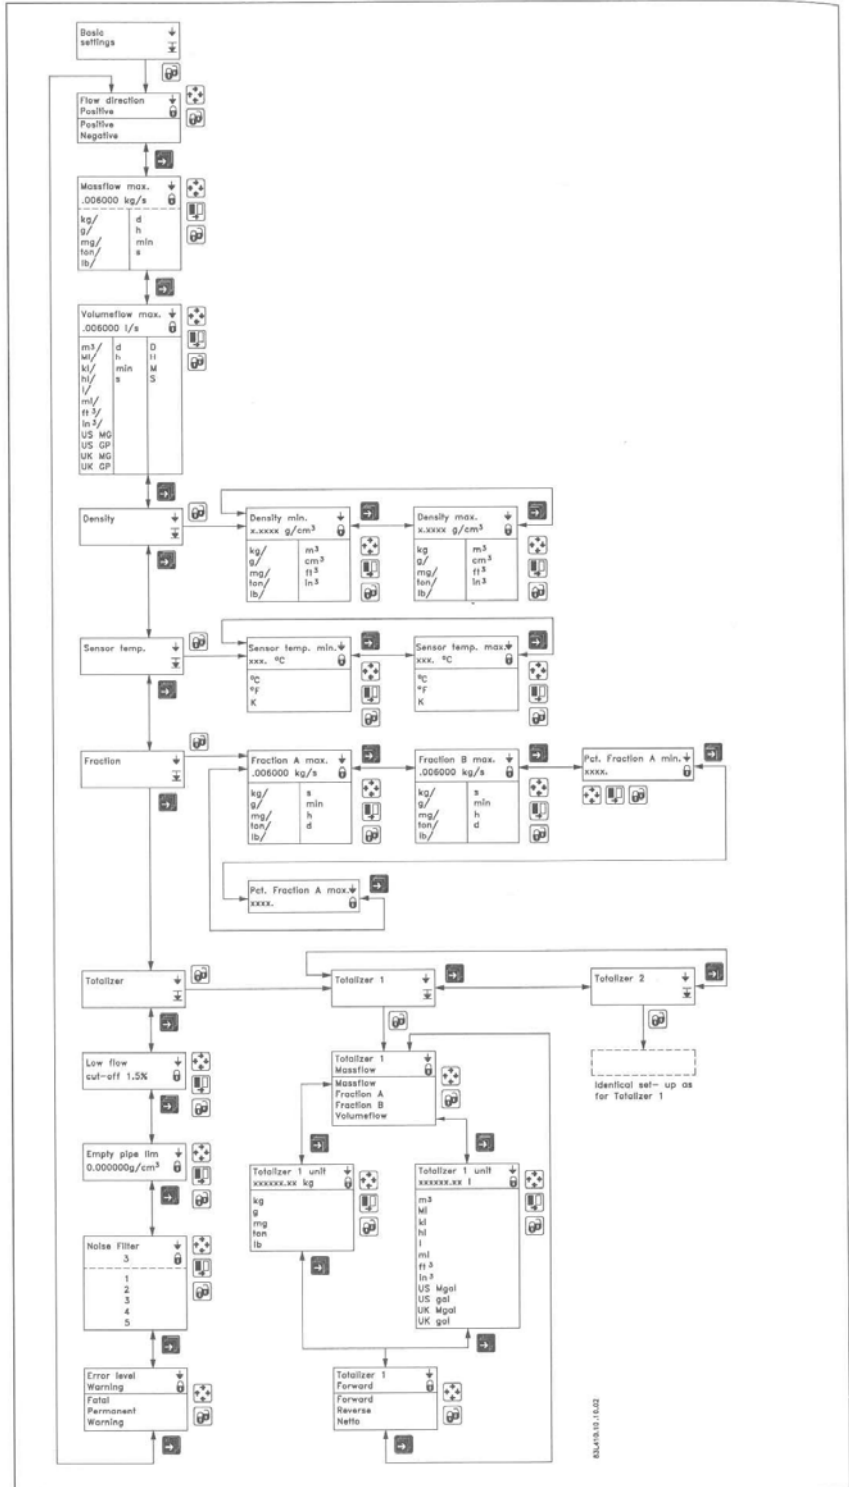 Basic
settings
Flow direction
Positive
Positive
Negative
Massflow max.
.006000 kg/s
kg/ d
g/ h
mg/ min
ton/ s
lb/
Volumeflow max.
.006000 l/s
m³/ d D
Ml/ h H
kl/ min M
hl/ s S
l/
ml/
ft³/
in³/
US MG
US GP
UK MG
UK GP
Density
Density min.
x.xxxx g/cm³
kg/ m³
g/ cm³
mg/ ft³
ton/ in³
lb/
Density max.
x.xxxx g/cm³
kg m³
g/ cm³
mg/ ft³
ton/ in³
lb/
Sensor temp.
Sensor temp. min.
xxx. °C
°C
°F
K
Sensor temp. max.
xxx. °C
°C
°F
K
Fraction
Fraction A max.
.006000 kg/s
kg/ s
g/ min
mg/ h
ton/ d
lb/
Fraction B max.
.006000 kg/s
kg/ s
g/ min
mg/ h
ton/ d
lb/
Pct. Fraction A min.
xxxx.
Pct. Fraction A max.
xxxx.
Totalizer
Totalizer 1
Totalizer 2
Identical set- up as
for Totalizer 1
Low flow
cut-off 1.5%
Totalizer 1
Massflow
Massflow
Fraction A
Fraction B
Volumeflow
Empty pipe lim
0.000000g/cm³
Totalizer 1 unit
xxxxxx.xx kg
kg
g
mg
ton
lb
Totalizer 1 unit
xxxxxx.xx l
m³
Ml
kl
hl
l
ml
ft³
in³
US Mgal
US gal
UK Mgal
UK gal
Noise Filter
3
1
2
3
4
5
Error level
Warning
Fatal
Permanent
Warning
Totalizer 1
Forward
Forward
Reverse
Netto
83L410.10.10.02